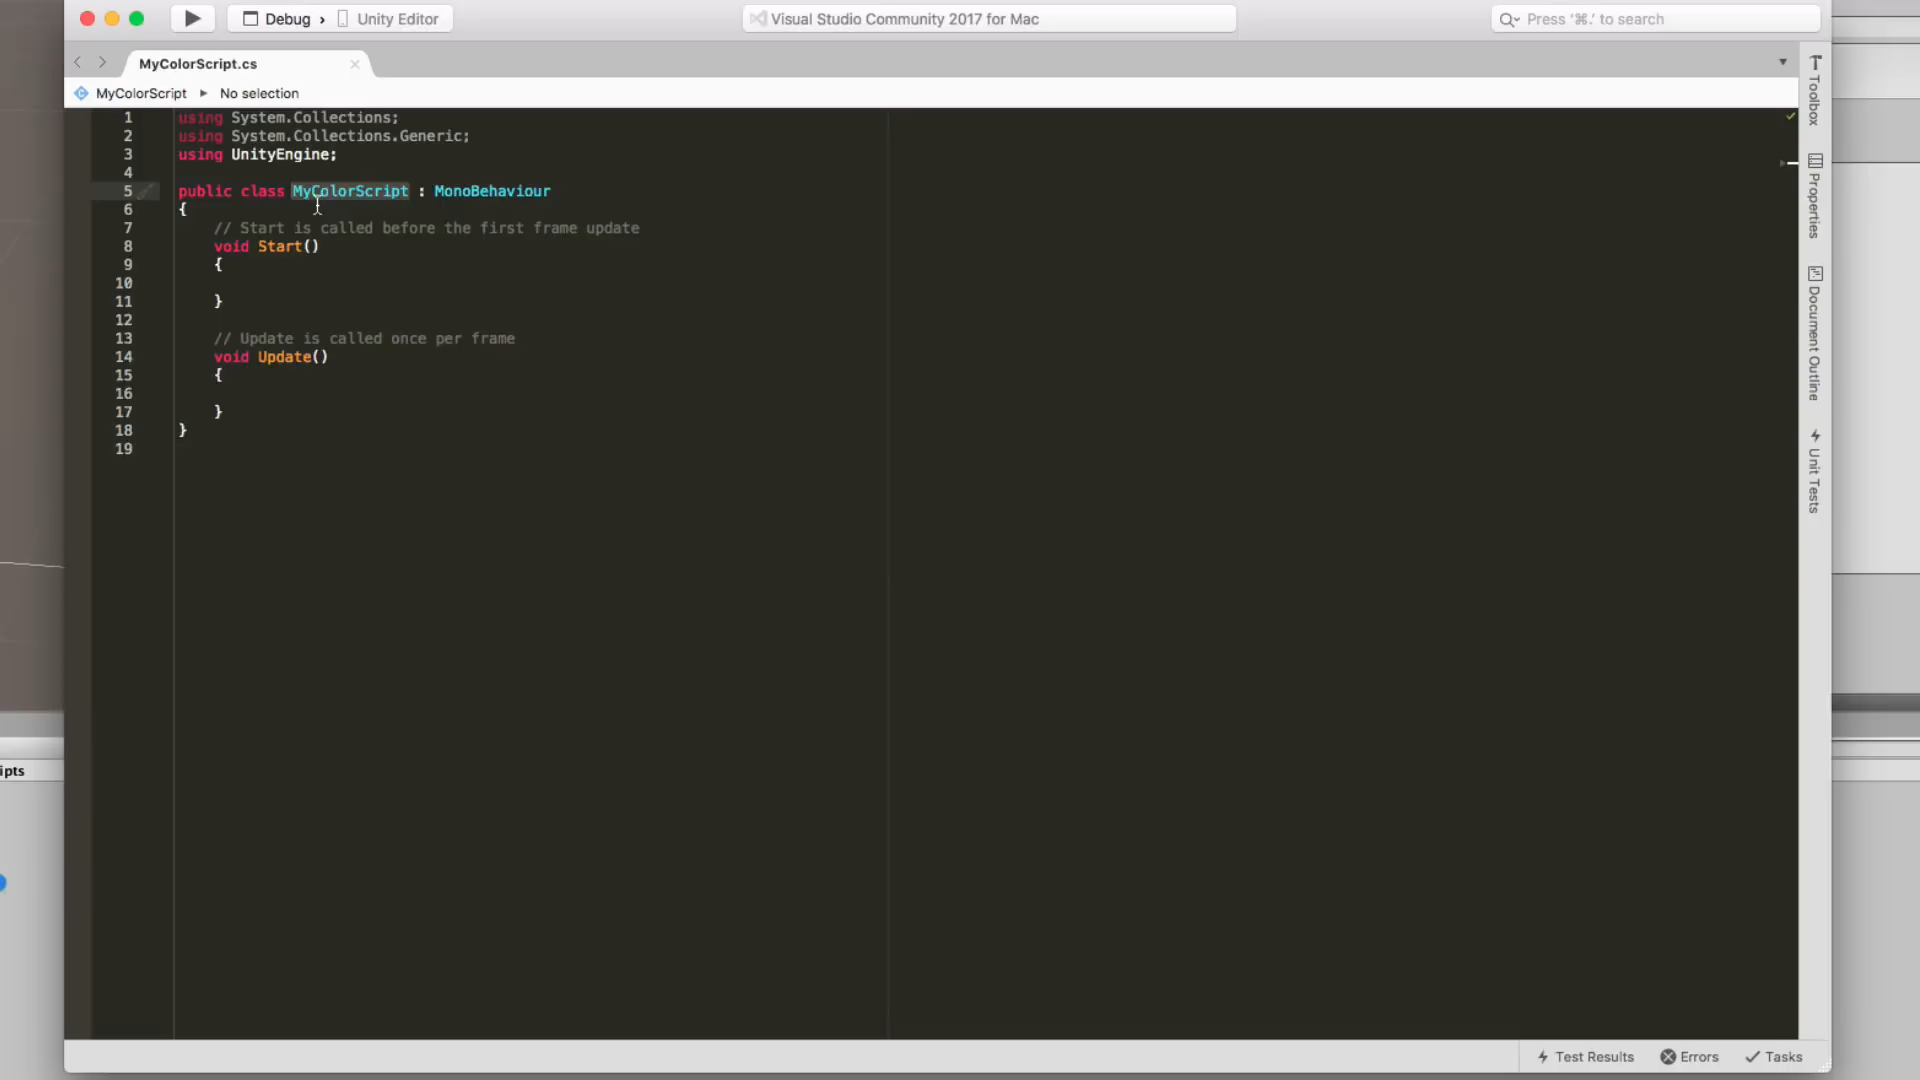 Debug › Unity Editor
Visual Studio Community 2017 for Mac
Press '⌘.' to search
MyColorScript.cs
MyColorScript ▸ No selection
1 using System.Collections;
2 using System.Collections.Generic;
3 using UnityEngine;
4
5 public class MyColorScript : MonoBehaviour
6 {
7 // Start is called before the first frame update
8 void Start()
9 {
10
11 }
12
13 // Update is called once per frame
14 void Update()
15 {
16
17 }
18 }
19
Toolbox
Properties
Document Outline
Unit Tests
ipts
Test Results Errors Tasks